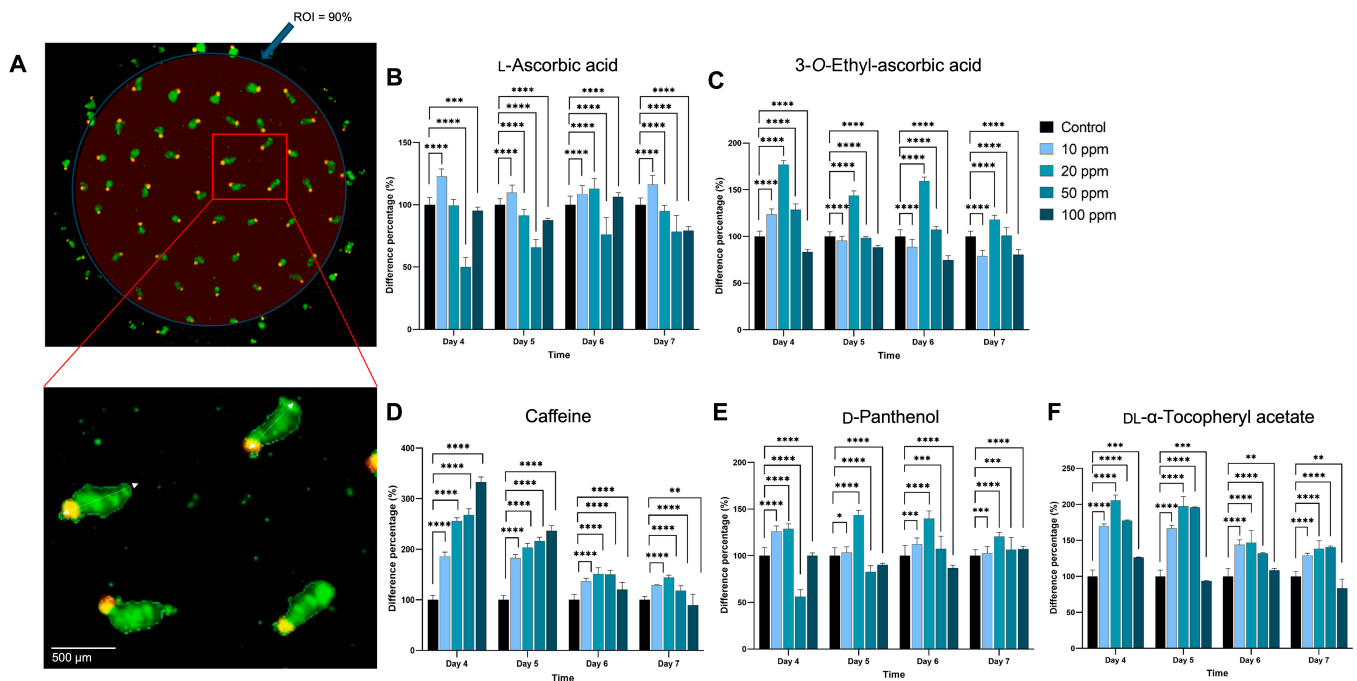 ROI = 90%
A
500 µm
B
L-Ascorbic acid
Difference percentage (%)
150
100
50
0
*** **** ****
**** **** **** ****
**** **** **** ****
**** **** **** ****
Day 4 Day 5 Day 6 Day 7
Time
C
3-O-Ethyl-ascorbic acid
Difference percentage (%)
200
150
100
50
0
**** **** **** ****
**** **** **** ****
**** **** **** ****
**** **** **** ****
Day 4 Day 5 Day 6 Day 7
Time
Control
10 ppm
20 ppm
50 ppm
100 ppm
D
Caffeine
Difference percentage (%)
400
300
200
100
0
**** **** **** **
**** **** **** ****
**** **** **** ****
**** **** **** ****
Day 4 Day 5 Day 6 Day 7
Time
E
D-Panthenol
Difference percentage (%)
200
150
100
50
0
**** **** **** ****
**** **** *** ***
**** **** **** ****
**** * *** ***
Day 4 Day 5 Day 6 Day 7
Time
F
DL-α-Tocopheryl acetate
Difference percentage (%)
250
200
150
100
50
0
*** *** ** **
**** **** **** ****
**** **** **** ****
**** **** **** ****
Day 4 Day 5 Day 6 Day 7
Time